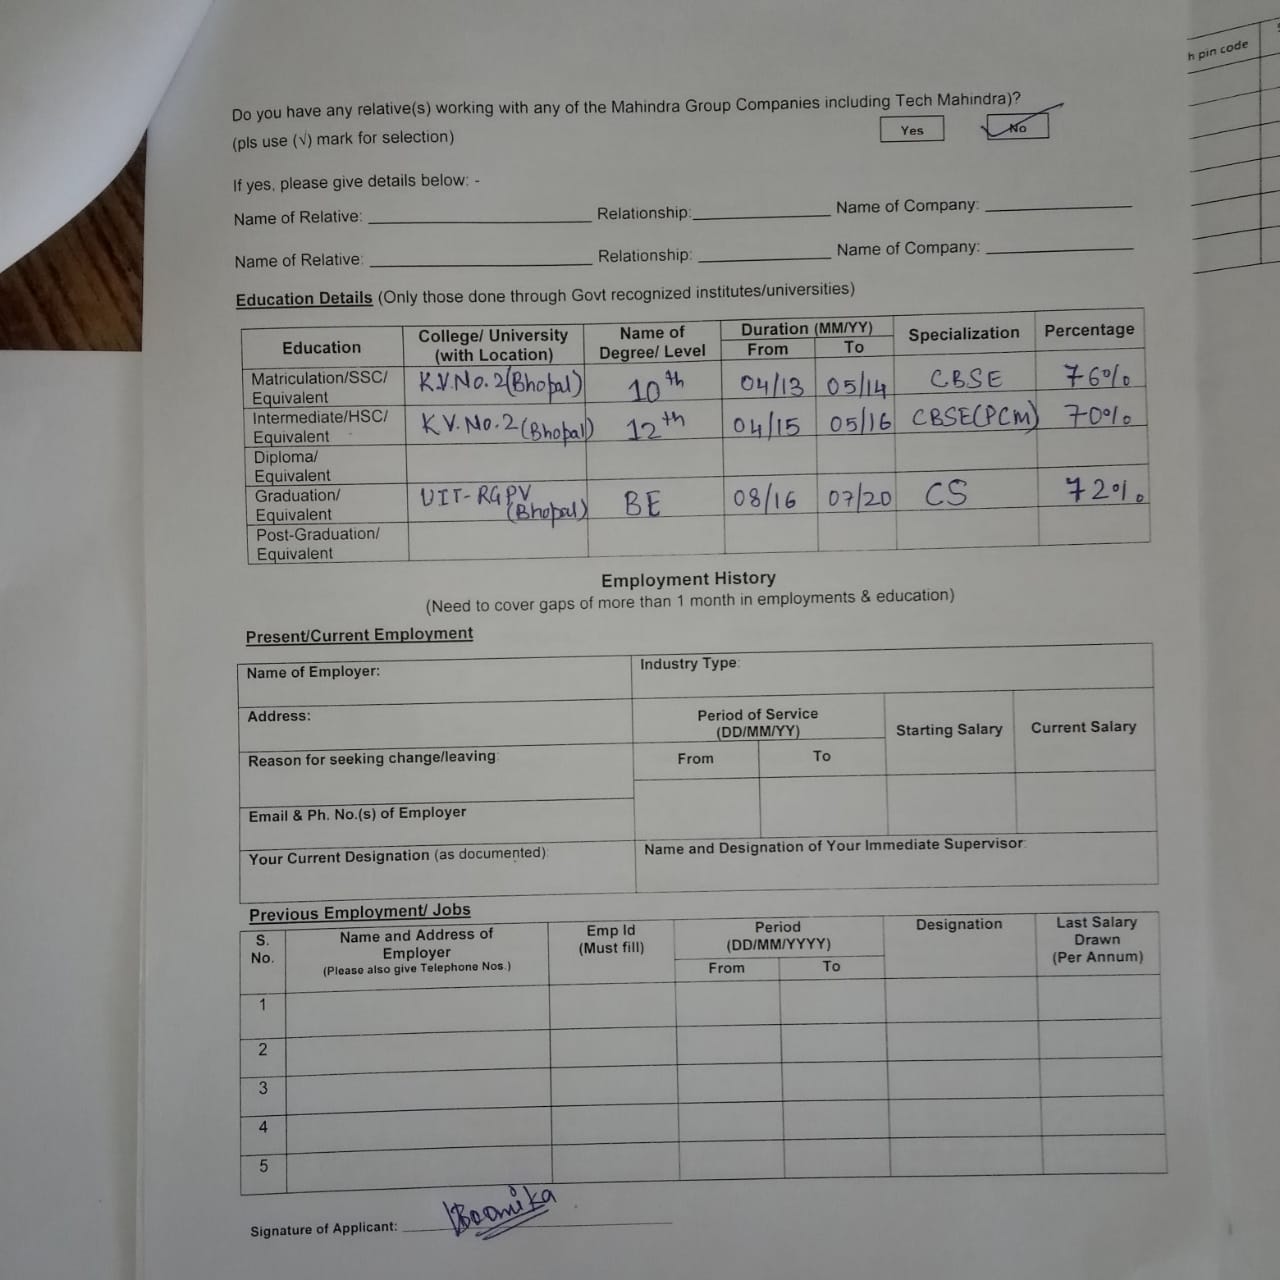 h pin code
Do you have any relative(s) working with any of the Mahindra Group Companies including Tech Mahindra)?
(pls use (√) mark for selection)
Yes
No
If yes, please give details below: -
Name of Relative: Relationship: Name of Company:
Name of Relative: Relationship: Name of Company:
Education Details (Only those done through Govt recognized institutes/universities)
Education College/ University (with Location) Name of Degree/ Level Duration (MM/YY) From To Specialization Percentage
Matriculation/SSC/ Equivalent K.V.No.2(Bhopal) 10th 04/13 05/14 CBSE 76%
Intermediate/HSC/ Equivalent K V. No. 2 (Bhopal) 12th 04/15 05/16 CBSE(PCM) 70%
Diploma/ Equivalent
Graduation/ Equivalent UIT-RGPV (Bhopal) BE 08/16 07/20 CS 72%
Post-Graduation/ Equivalent
Employment History
(Need to cover gaps of more than 1 month in employments & education)
Present/Current Employment
Name of Employer: Industry Type:
Address: Period of Service (DD/MM/YY) Starting Salary Current Salary
Reason for seeking change/leaving: From To
Email & Ph. No.(s) of Employer
Your Current Designation (as documented): Name and Designation of Your Immediate Supervisor:
Previous Employment/ Jobs
S. No. Name and Address of Employer (Please also give Telephone Nos.) Emp Id (Must fill) Period (DD/MM/YYYY) From To Designation Last Salary Drawn (Per Annum)
1
2
3
4
5
Signature of Applicant: Boomika